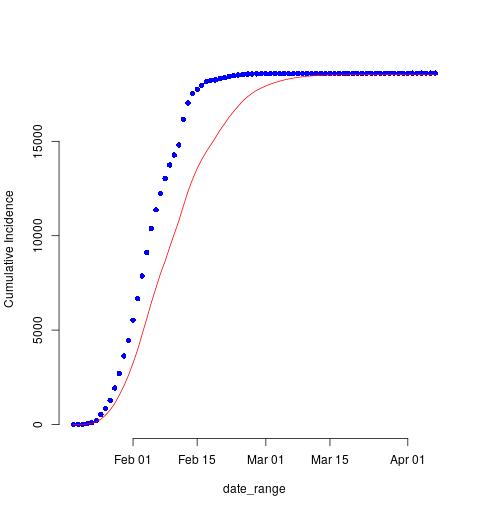 Cumulative Incidence
15000
10000
5000
0
Feb 01
Feb 15
Mar 01
Mar 15
Apr 01
date_range